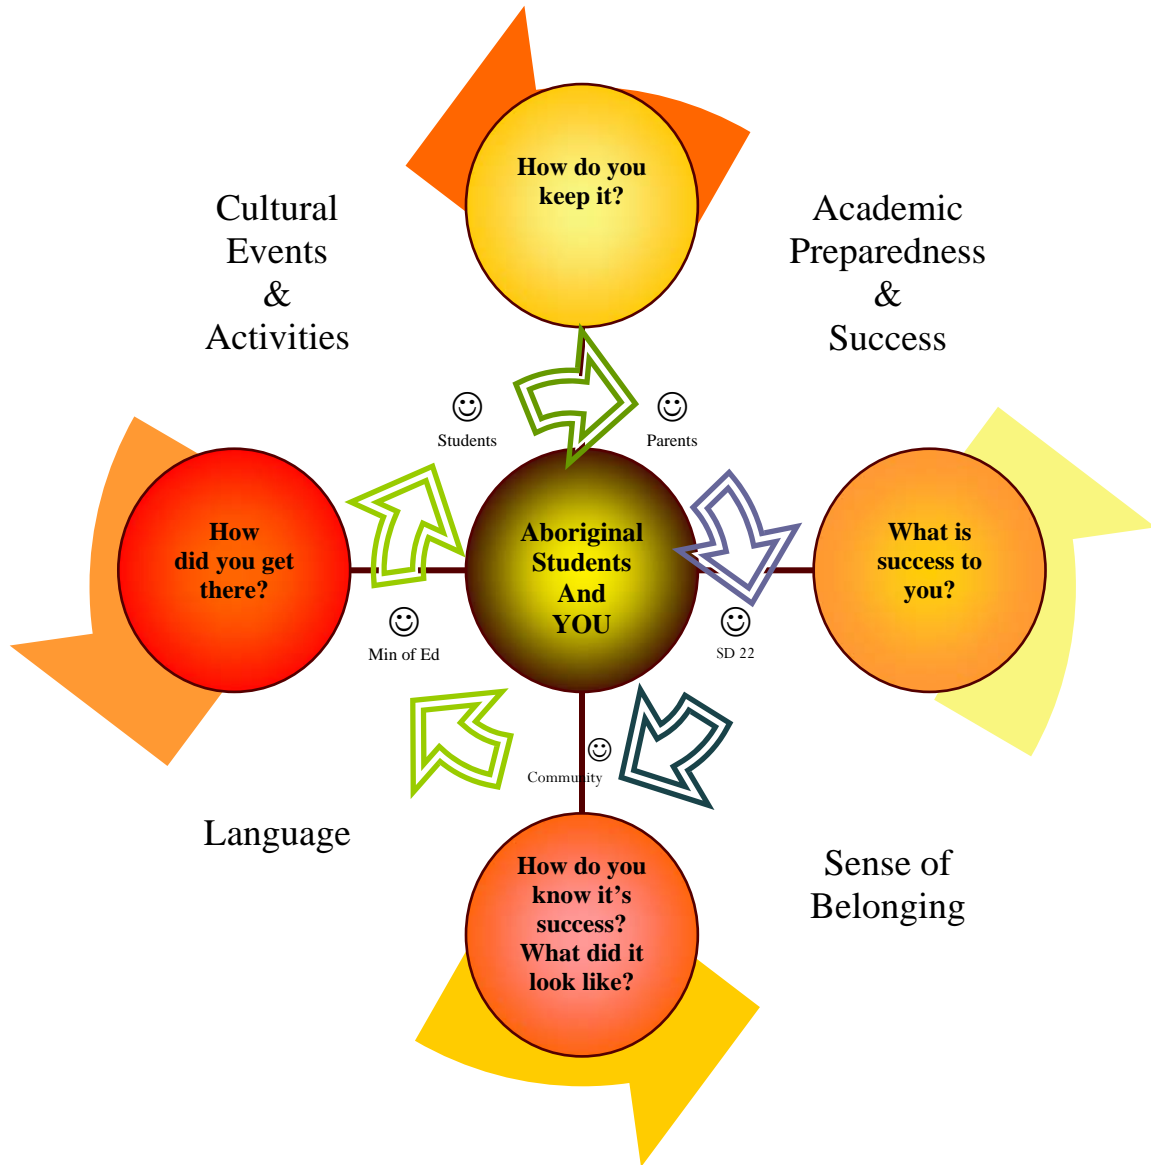 How do you
keep it?
Cultural
Events
&
Activities
Academic
Preparedness
&
Success
Students
Parents
How
did you get
there?
Aboriginal
Students
And
YOU
What is
success to
you?
Min of Ed
SD 22
Community
Language
How do you
know it's
success?
What did it
look like?
Sense of
Belonging